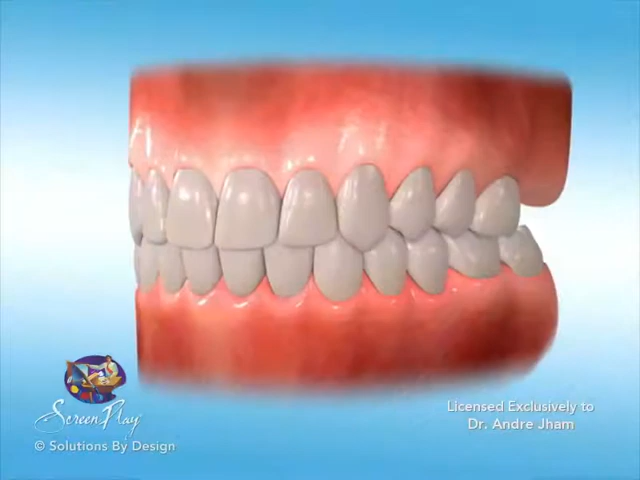 ScreenPlay
© Solutions By Design
Licensed Exclusively to
Dr. Andre Jham